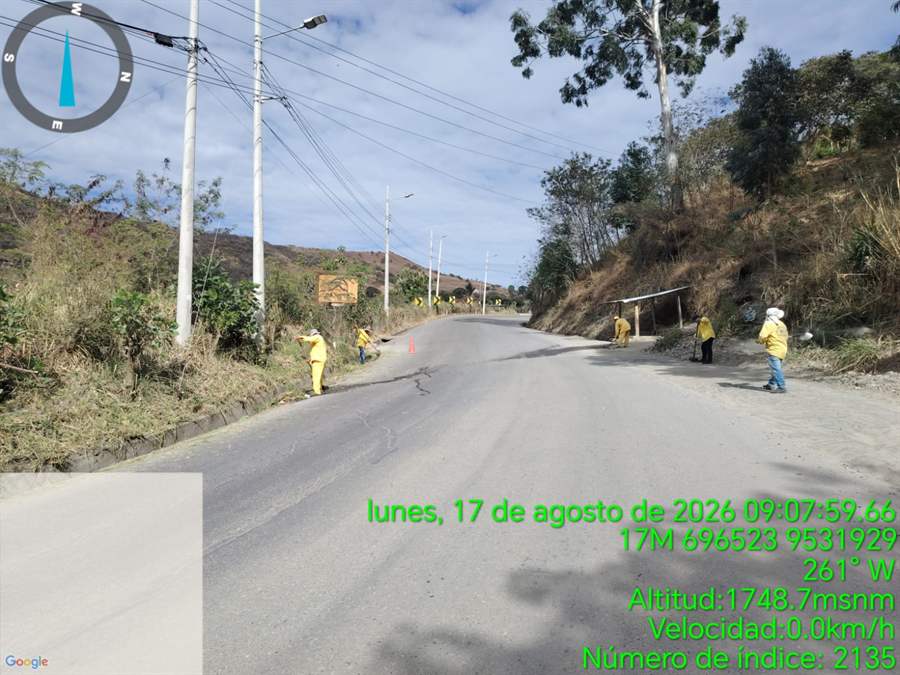 W
S
N
E
lunes, 17 de agosto de 2026 09:07:59.66
17M 696523 9531929
261° W
Altitud:1748.7msnm
Velocidad:0.0km/h
Número de índice: 2135
Google